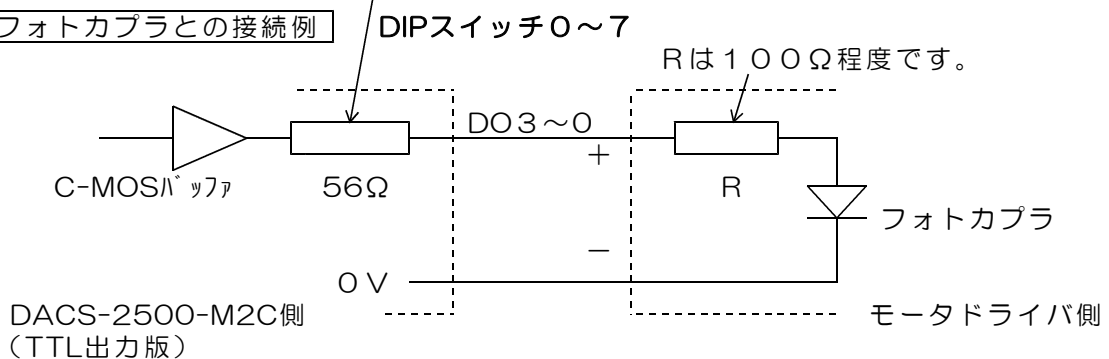 フォトカプラとの接続例
DIPスイッチ０～７
Rは１００Ω程度です。
DO３～０
＋
C-MOSﾊﾞｯﾌｧ
56Ω
R
フォトカプラ
－
０V
DACS-2500-M2C側
（TTL出力版）
モータドライバ側